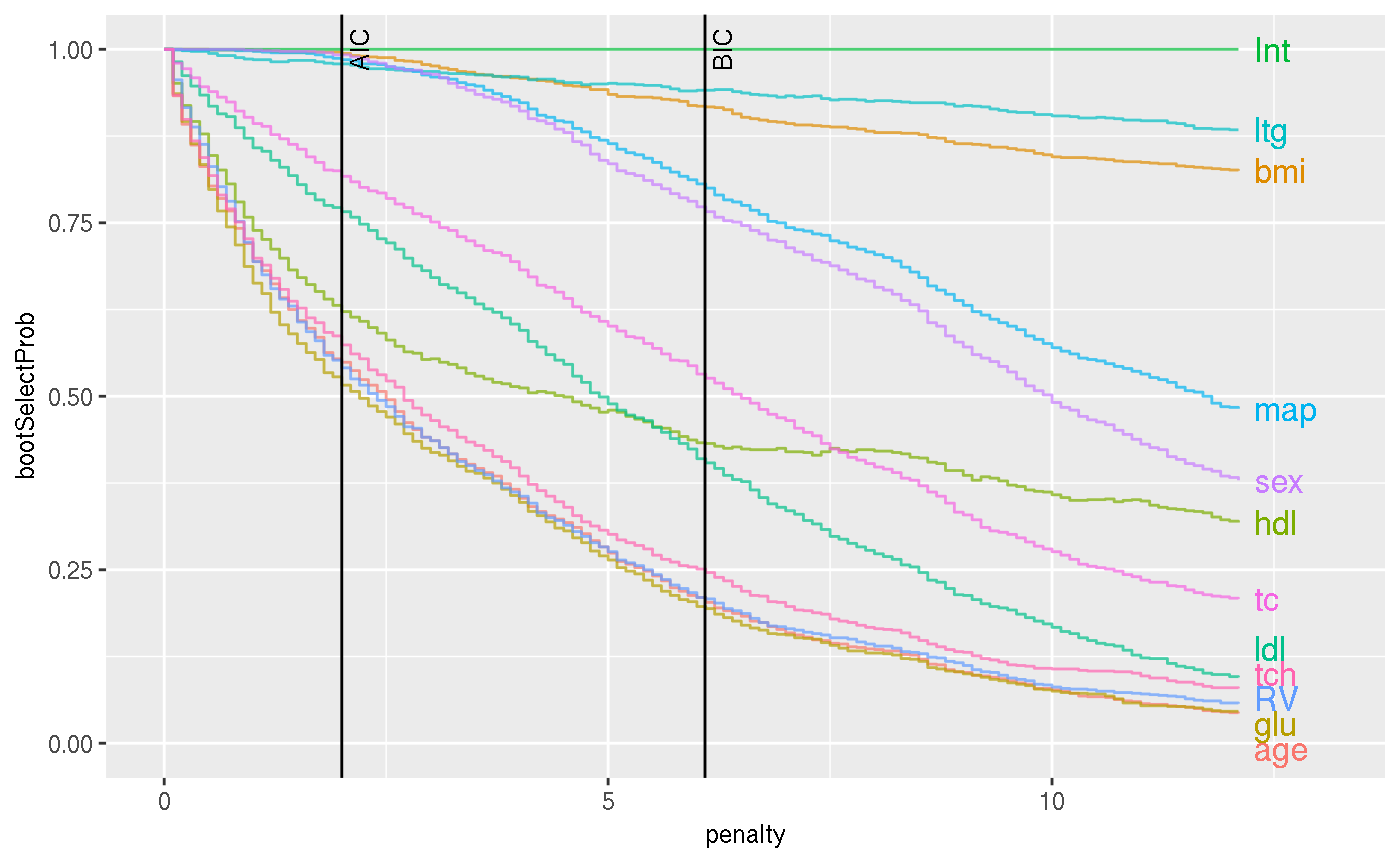 AIC
BIC
1.00
0.75
0.50
0.25
0.00
bootSelectProb
0
5
10
penalty
Int
ltg
bmi
map
sex
hdl
tc
ldl
tch
RV
glu
age